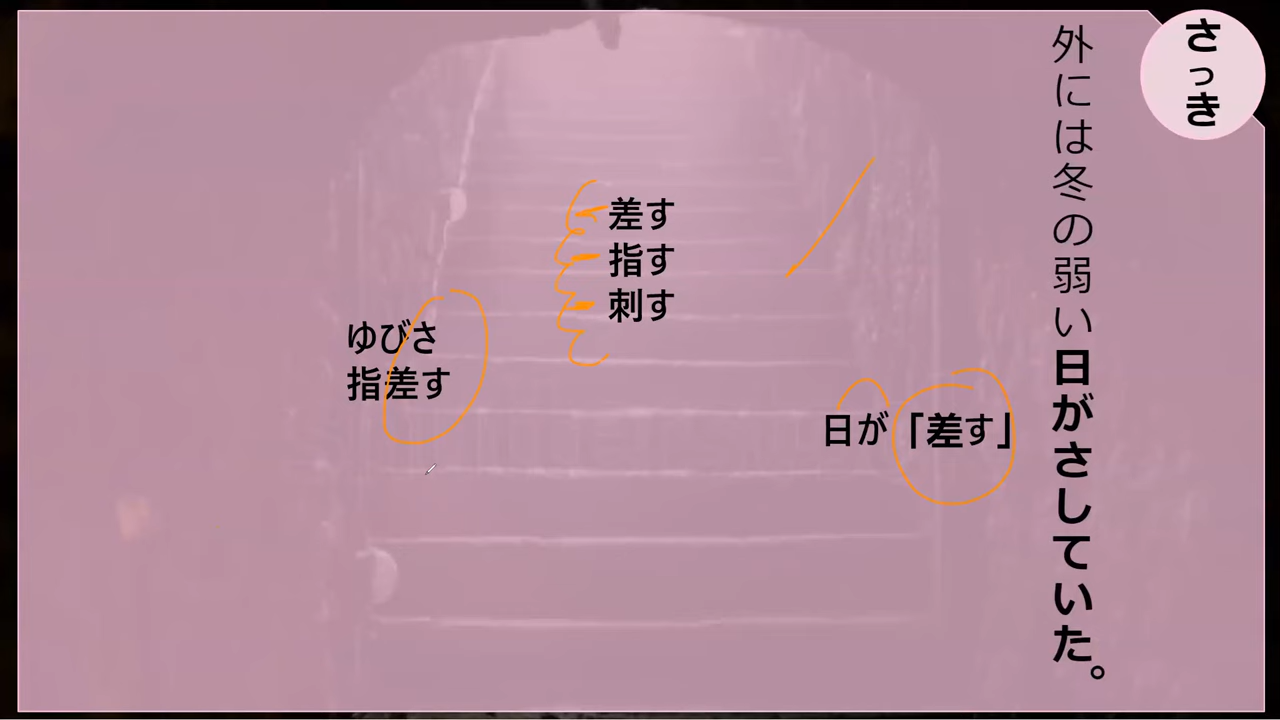 さっき
外には冬の弱い日がさしていた。
日が「差す」
差す
指す
刺す
ゆびさ
指差す